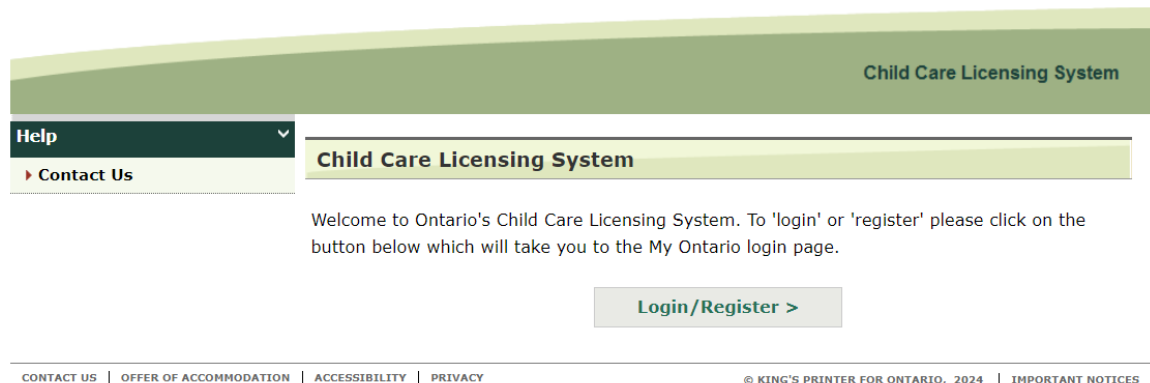 Child Care Licensing System
Help
Contact Us
Child Care Licensing System
Welcome to Ontario's Child Care Licensing System. To 'login' or 'register' please click on the
button below which will take you to the My Ontario login page.
Login/Register >
CONTACT US | OFFER OF ACCOMMODATION | ACCESSIBILITY | PRIVACY
© KING'S PRINTER FOR ONTARIO, 2024 | IMPORTANT NOTICES